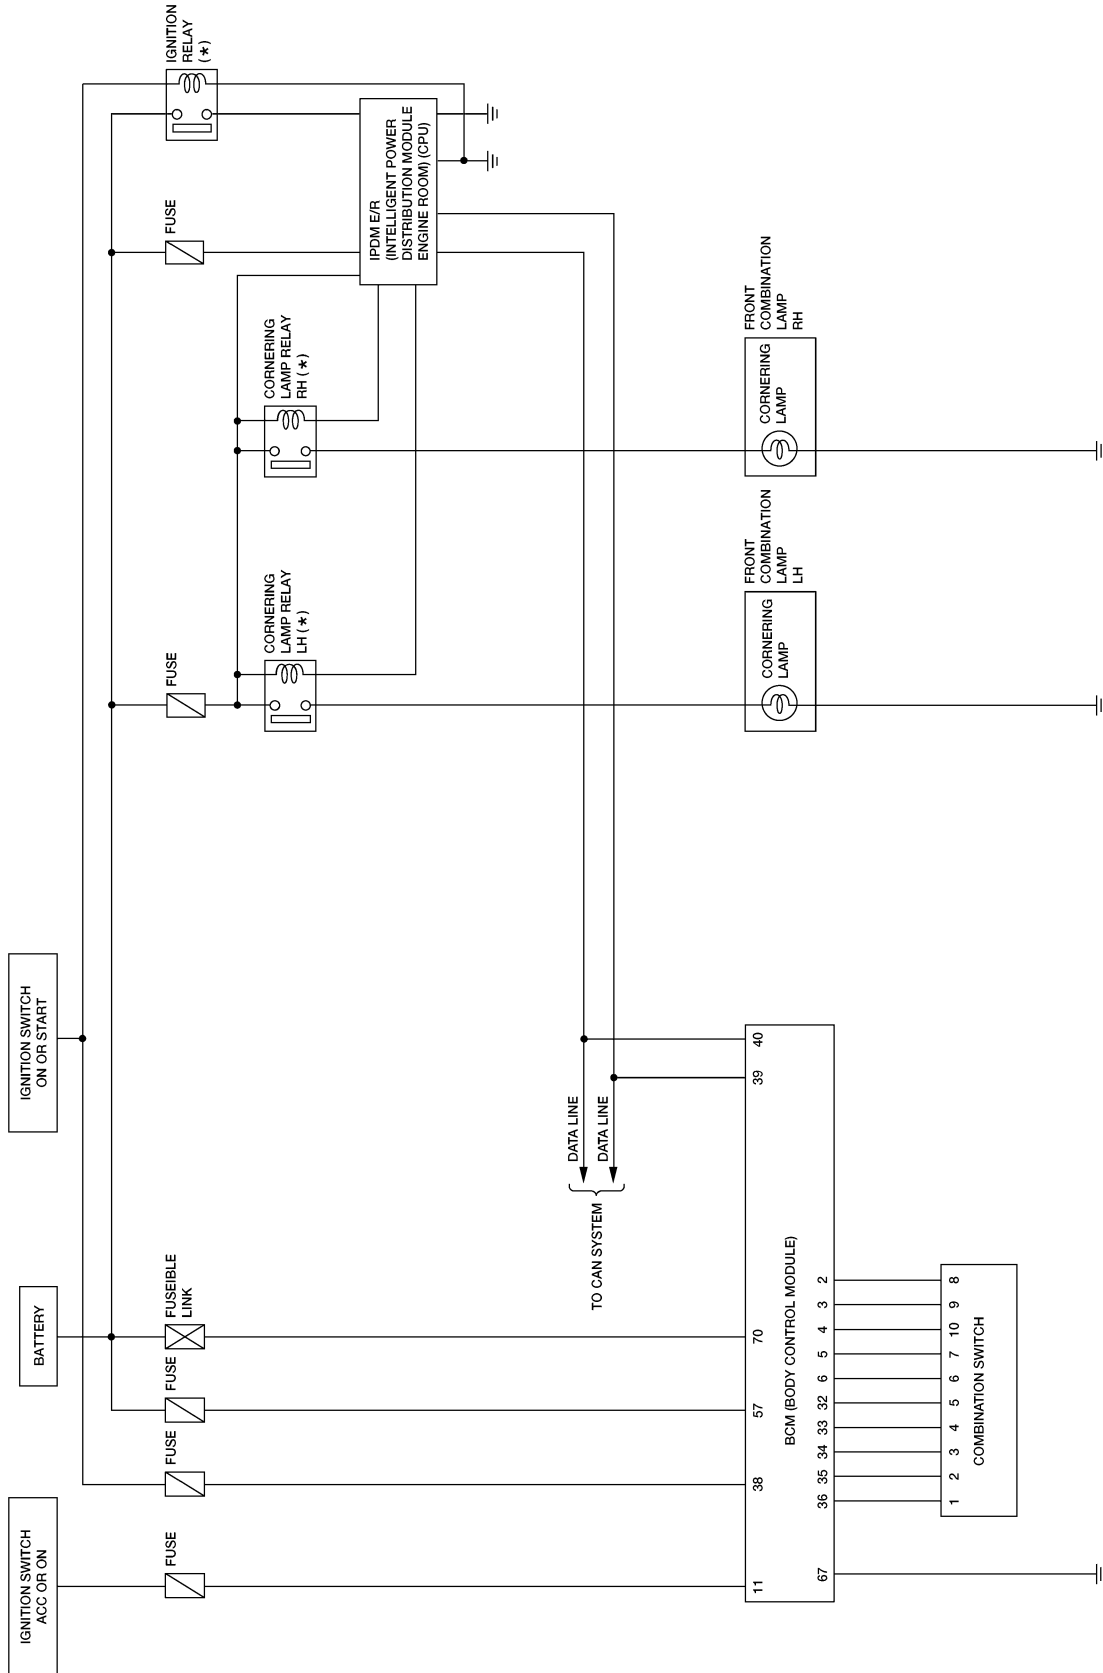 IGNITION SWITCH
ACC OR ON
BATTERY
IGNITION SWITCH
ON OR START
FUSE
FUSE
FUSE
FUSEIBLE
LINK
FUSE
FUSE
IGNITION
RELAY
(*)
CORNERING
LAMP RELAY
LH (*)
CORNERING
LAMP RELAY
RH (*)
IPDM E/R
(INTELLIGENT POWER
DISTRIBUTION MODULE
ENGINE ROOM) (CPU)
TO CAN SYSTEM
DATA LINE
DATA LINE
FRONT
COMBINATION
LAMP
LH
CORNERING
LAMP
FRONT
COMBINATION
LAMP
RH
CORNERING
LAMP
11 38 57 70 39 40
BCM (BODY CONTROL MODULE)
67 36 35 34 33 32 6 5 4 3 2
1 2 3 4 5 6 7 10 9 8
COMBINATION SWITCH